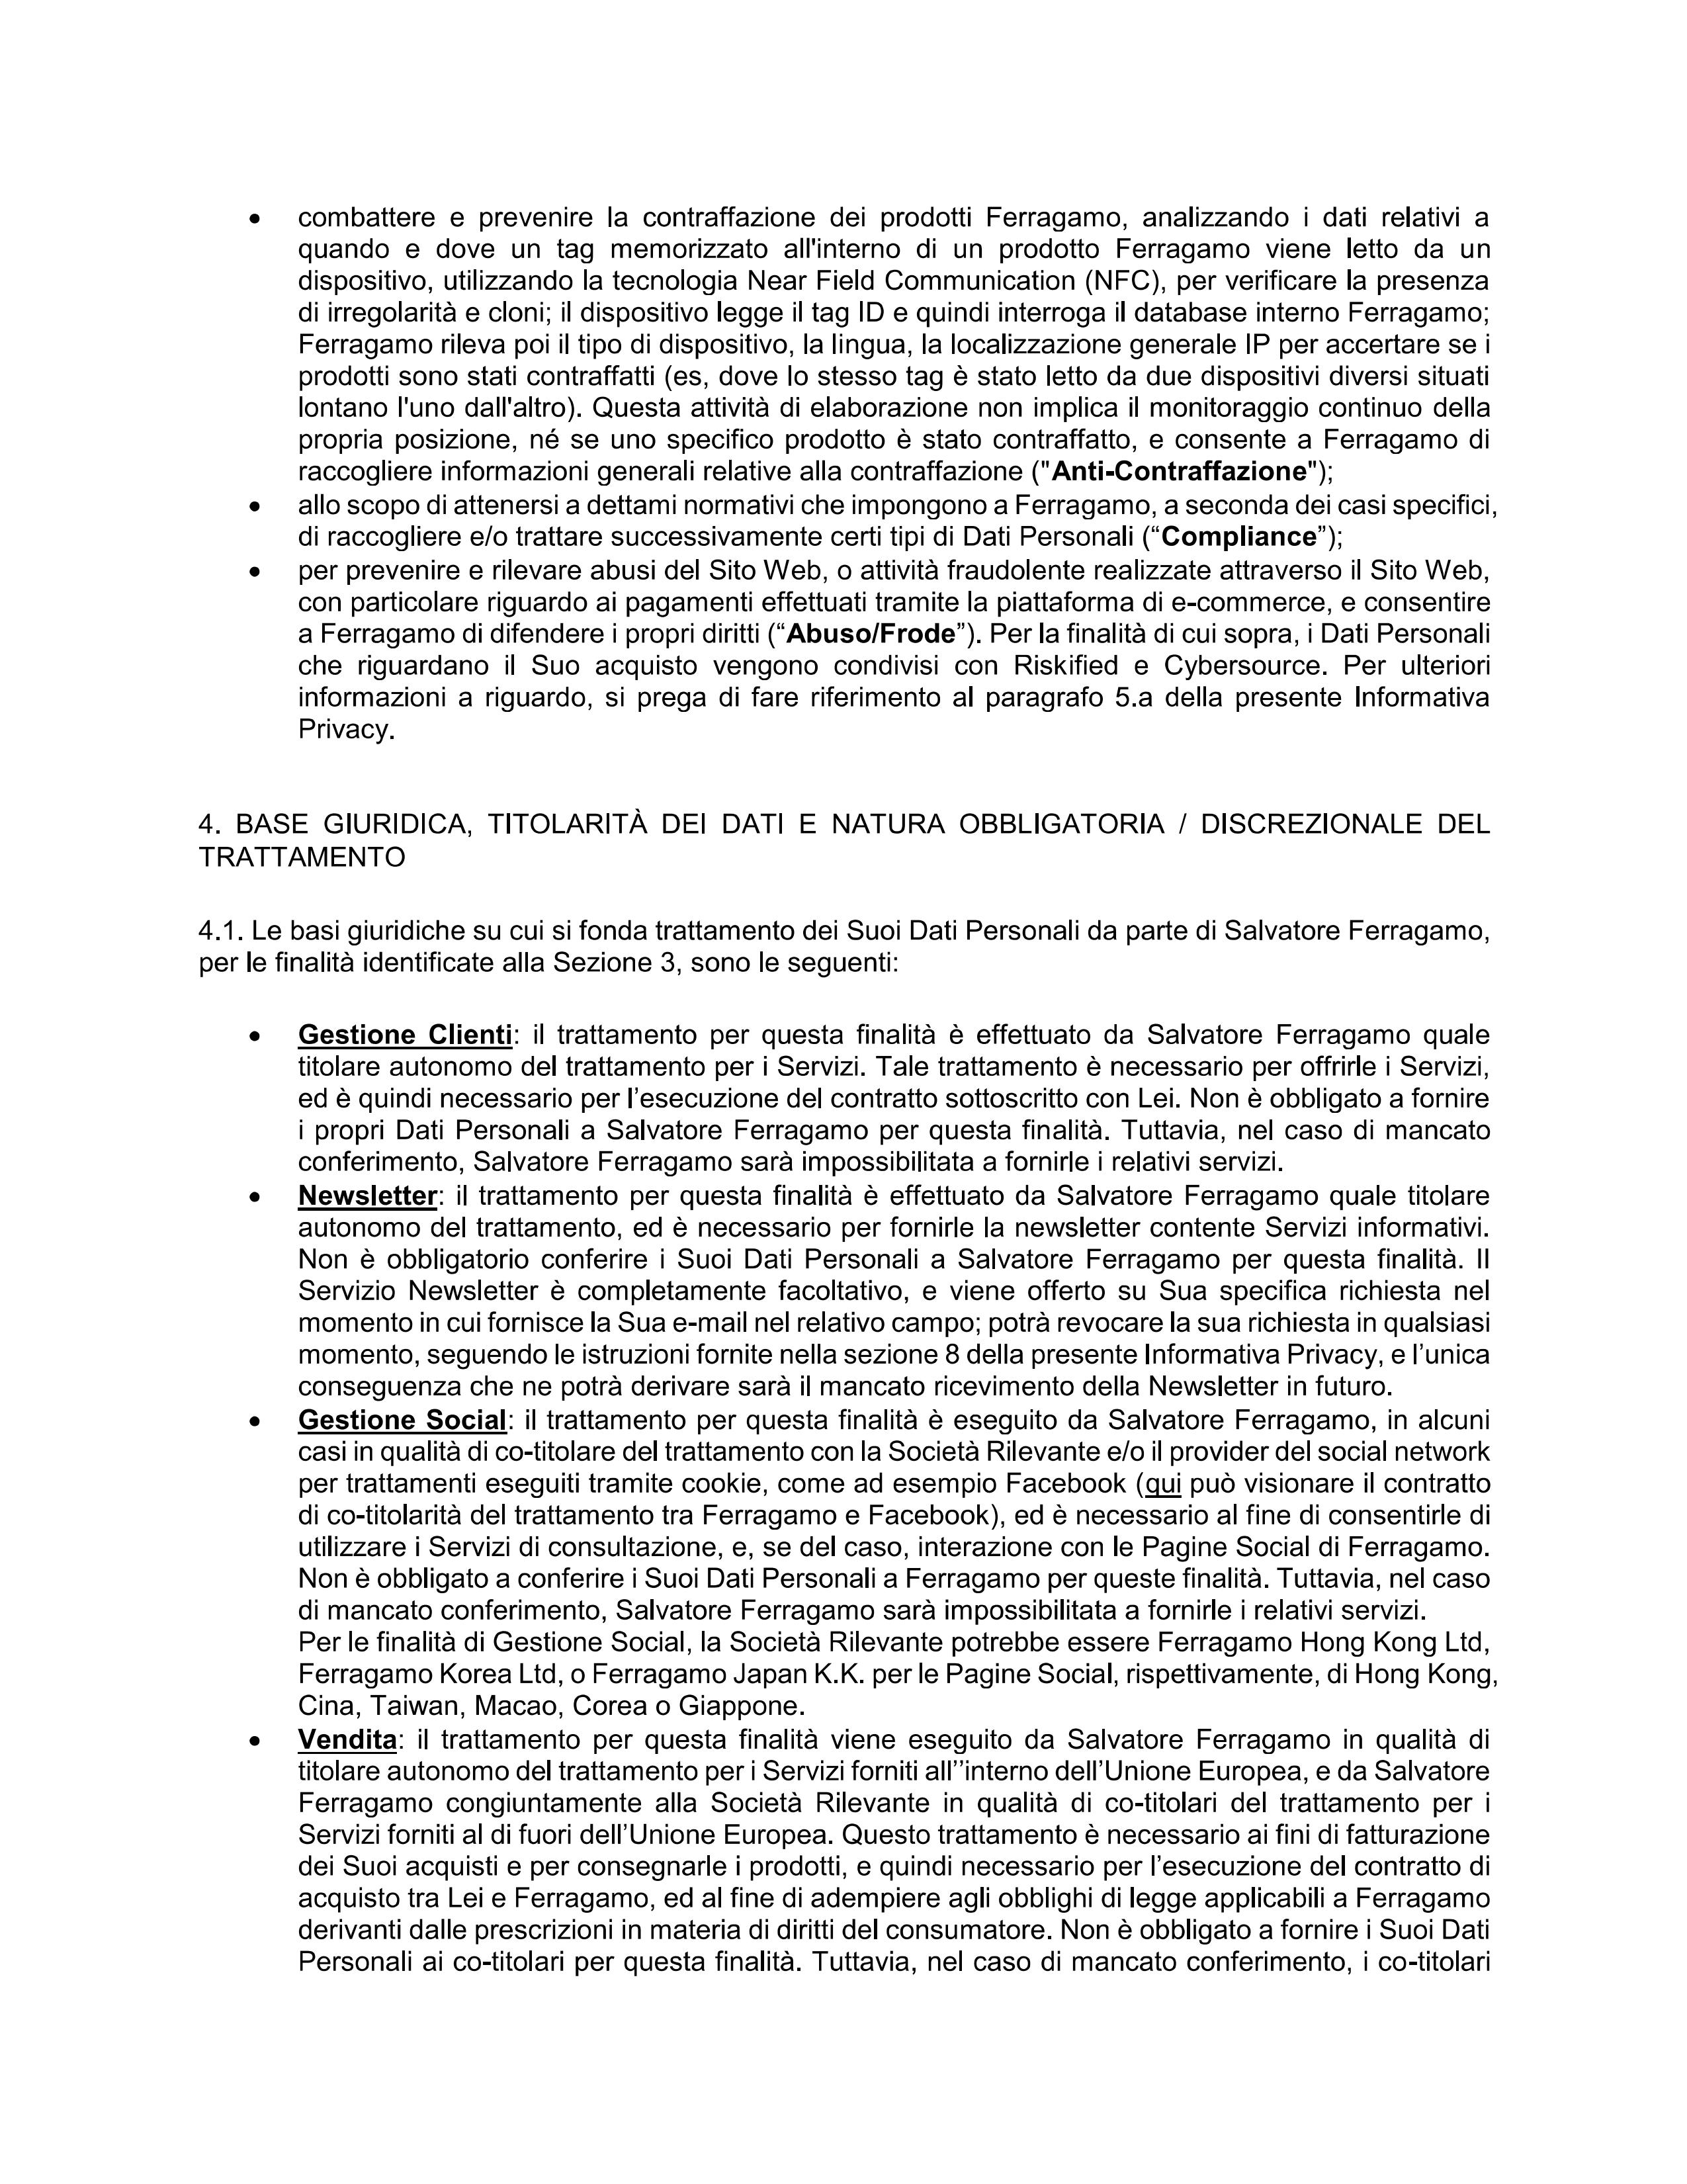 • combattere e prevenire la contraffazione dei prodotti Ferragamo, analizzando i dati relativi a
quando e dove un tag memorizzato all'interno di un prodotto Ferragamo viene letto da un
dispositivo, utilizzando la tecnologia Near Field Communication (NFC), per verificare la presenza
di irregolarità e cloni; il dispositivo legge il tag ID e quindi interroga il database interno Ferragamo;
Ferragamo rileva poi il tipo di dispositivo, la lingua, la localizzazione generale IP per accertare se i
prodotti sono stati contraffatti (es, dove lo stesso tag è stato letto da due dispositivi diversi situati
lontano l'uno dall'altro). Questa attività di elaborazione non implica il monitoraggio continuo della
propria posizione, né se uno specifico prodotto è stato contraffatto, e consente a Ferragamo di
raccogliere informazioni generali relative alla contraffazione ("Anti-Contraffazione");
• allo scopo di attenersi a dettami normativi che impongono a Ferragamo, a seconda dei casi specifici,
di raccogliere e/o trattare successivamente certi tipi di Dati Personali (“Compliance”);
• per prevenire e rilevare abusi del Sito Web, o attività fraudolente realizzate attraverso il Sito Web,
con particolare riguardo ai pagamenti effettuati tramite la piattaforma di e-commerce, e consentire
a Ferragamo di difendere i propri diritti (“Abuso/Frode”). Per la finalità di cui sopra, i Dati Personali
che riguardano il Suo acquisto vengono condivisi con Riskified e Cybersource. Per ulteriori
informazioni a riguardo, si prega di fare riferimento al paragrafo 5.a della presente Informativa
Privacy.
4. BASE GIURIDICA, TITOLARITÀ DEI DATI E NATURA OBBLIGATORIA / DISCREZIONALE DEL
TRATTAMENTO
4.1. Le basi giuridiche su cui si fonda trattamento dei Suoi Dati Personali da parte di Salvatore Ferragamo,
per le finalità identificate alla Sezione 3, sono le seguenti:
• Gestione Clienti: il trattamento per questa finalità è effettuato da Salvatore Ferragamo quale
titolare autonomo del trattamento per i Servizi. Tale trattamento è necessario per offrirle i Servizi,
ed è quindi necessario per l’esecuzione del contratto sottoscritto con Lei. Non è obbligato a fornire
i propri Dati Personali a Salvatore Ferragamo per questa finalità. Tuttavia, nel caso di mancato
conferimento, Salvatore Ferragamo sarà impossibilitata a fornirle i relativi servizi.
• Newsletter: il trattamento per questa finalità è effettuato da Salvatore Ferragamo quale titolare
autonomo del trattamento, ed è necessario per fornirle la newsletter contente Servizi informativi.
Non è obbligatorio conferire i Suoi Dati Personali a Salvatore Ferragamo per questa finalità. Il
Servizio Newsletter è completamente facoltativo, e viene offerto su Sua specifica richiesta nel
momento in cui fornisce la Sua e-mail nel relativo campo; potrà revocare la sua richiesta in qualsiasi
momento, seguendo le istruzioni fornite nella sezione 8 della presente Informativa Privacy, e l’unica
conseguenza che ne potrà derivare sarà il mancato ricevimento della Newsletter in futuro.
• Gestione Social: il trattamento per questa finalità è eseguito da Salvatore Ferragamo, in alcuni
casi in qualità di co-titolare del trattamento con la Società Rilevante e/o il provider del social network
per trattamenti eseguiti tramite cookie, come ad esempio Facebook (qui può visionare il contratto
di co-titolarità del trattamento tra Ferragamo e Facebook), ed è necessario al fine di consentirle di
utilizzare i Servizi di consultazione, e, se del caso, interazione con le Pagine Social di Ferragamo.
Non è obbligato a conferire i Suoi Dati Personali a Ferragamo per queste finalità. Tuttavia, nel caso
di mancato conferimento, Salvatore Ferragamo sarà impossibilitata a fornirle i relativi servizi.
Per le finalità di Gestione Social, la Società Rilevante potrebbe essere Ferragamo Hong Kong Ltd,
Ferragamo Korea Ltd, o Ferragamo Japan K.K. per le Pagine Social, rispettivamente, di Hong Kong,
Cina, Taiwan, Macao, Corea o Giappone.
• Vendita: il trattamento per questa finalità viene eseguito da Salvatore Ferragamo in qualità di
titolare autonomo del trattamento per i Servizi forniti all’’interno dell’Unione Europea, e da Salvatore
Ferragamo congiuntamente alla Società Rilevante in qualità di co-titolari del trattamento per i
Servizi forniti al di fuori dell’Unione Europea. Questo trattamento è necessario ai fini di fatturazione
dei Suoi acquisti e per consegnarle i prodotti, e quindi necessario per l’esecuzione del contratto di
acquisto tra Lei e Ferragamo, ed al fine di adempiere agli obblighi di legge applicabili a Ferragamo
derivanti dalle prescrizioni in materia di diritti del consumatore. Non è obbligato a fornire i Suoi Dati
Personali ai co-titolari per questa finalità. Tuttavia, nel caso di mancato conferimento, i co-titolari